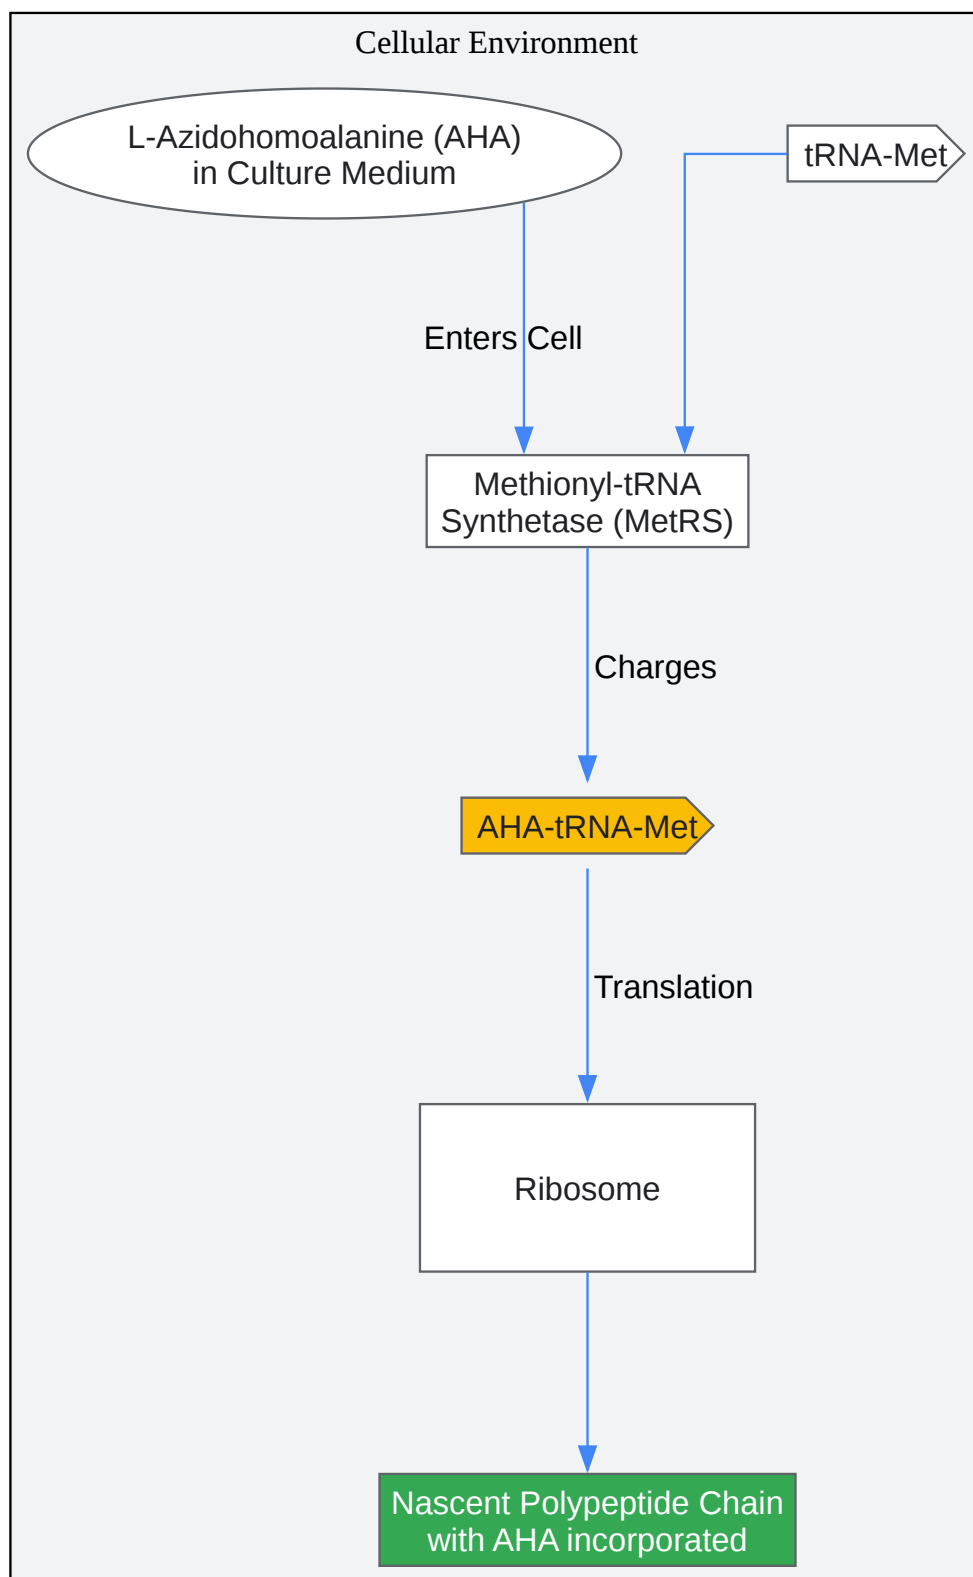 Cellular Environment
L-Azidohomoalanine (AHA)
in Culture Medium
tRNA-Met
Enters Cell
Methionyl-tRNA
Synthetase (MetRS)
Charges
AHA-tRNA-Met
Translation
Ribosome
Nascent Polypeptide Chain
with AHA incorporated